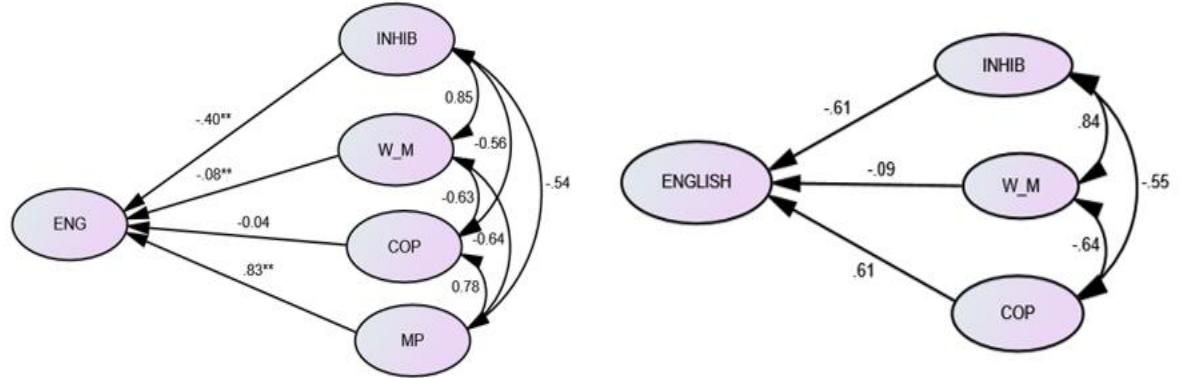 INHIB
-.40**
0.85
W_M
-0.56
-.08**
-.54
-0.63
ENG
-0.04
COP
-0.64
.83**
0.78
MP
INHIB
-.61
.84
ENGLISH
-.09
W_M
-.55
-.64
.61
COP